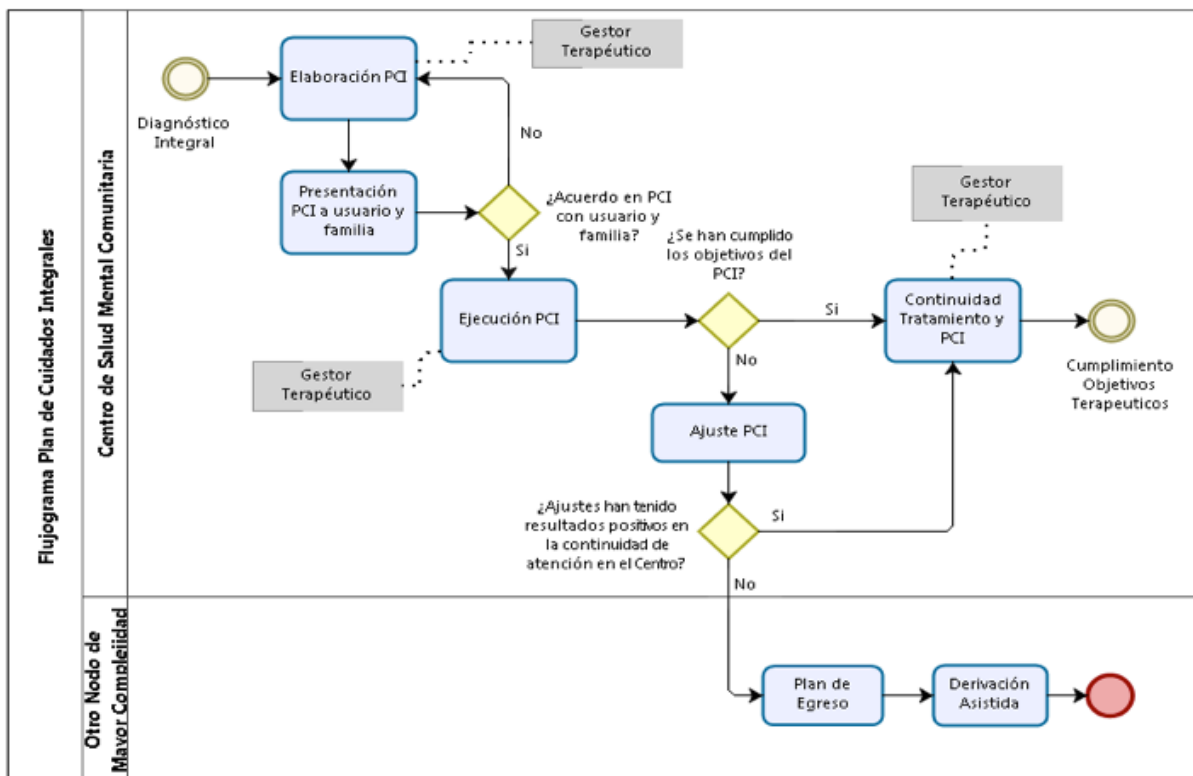 Flujograma Plan de Cuidados Integrales
Centro de Salud Mental Comunitaria
Diagnóstico
Integral
Elaboración PCI
Gestor
Terapéutico
Presentación
PCI a usuario y
familia
No
¿Acuerdo en PCI
con usuario y
familia?
Si
Ejecución PCI
Gestor
Terapéutico
¿Se han cumplido
los objetivos del
PCI?
Si
No
Gestor
Terapéutico
Continuidad
Tratamiento y
PCI
Cumplimiento
Objetivos
Terapeuticos
Ajuste PCI
¿Ajustes han tenido
resultados positivos en
la continuidad de
atención en el Centro?
Si
No
Otro Nodo de
Mayor Complejidad
Plan de
Egreso
Derivación
Asistida